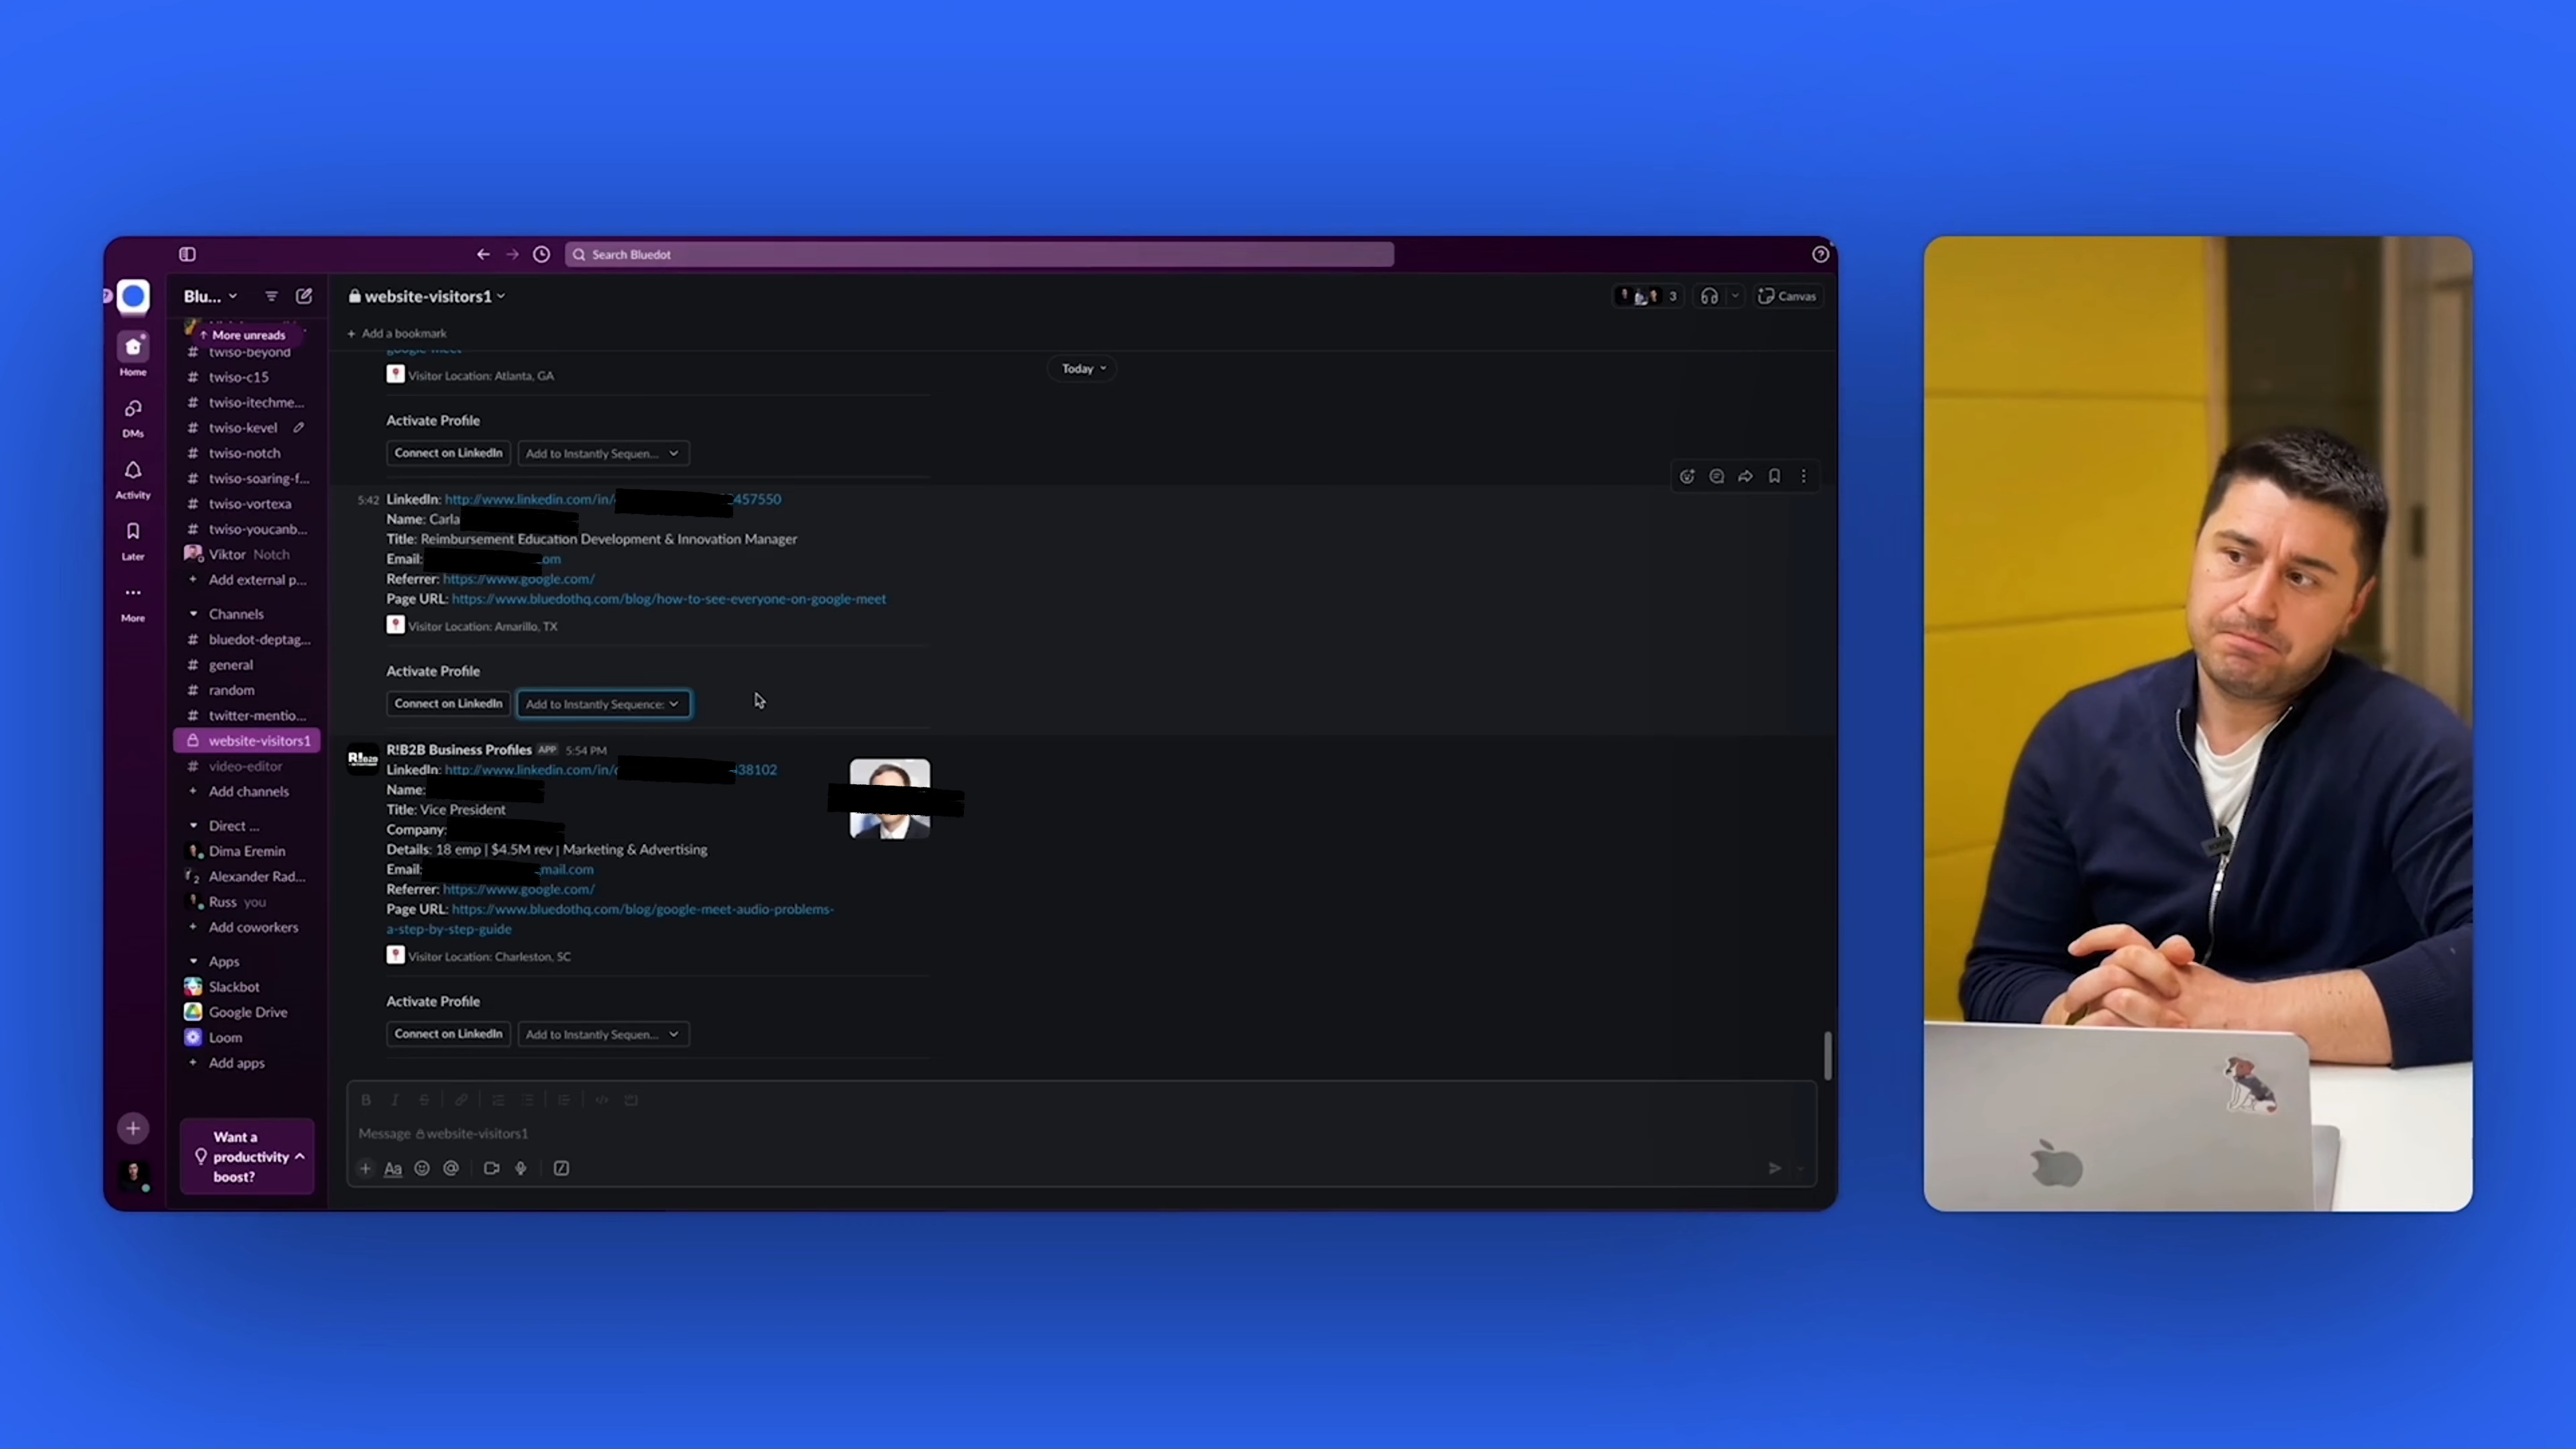 Search Bluedot
Blu...
More unreads
twiso-beyond
twiso-c15
twiso-itechme...
twiso-kevel
twiso-notch
twiso-soaring-f...
twiso-vortexa
twiso-youcanb...
Viktor Notch
Add external p...
Channels
bluedot-deptag...
general
random
twitter-mentio...
website-visitors1
video-editor
Add channels
Direct ...
Dima Eremin
Alexander Rad...
Russ you
Add coworkers
Apps
Slackbot
Google Drive
Loom
Add apps
Want a
productivity
boost?
Home
DMs
Activity
Later
More
website-visitors1
3
Canvas
Add a bookmark
google-meet
Today
Visitor Location: Atlanta, GA
Activate Profile
Connect on LinkedIn Add to Instantly Sequen...
5:42 LinkedIn: http://www.linkedin.com/in/ 457550
Name: Carla
Title: Reimbursement Education Development & Innovation Manager
Email: om
Referrer: https://www.google.com/
Page URL: https://www.bluedothq.com/blog/how-to-see-everyone-on-google-meet
Visitor Location: Amarillo, TX
Activate Profile
Connect on LinkedIn Add to Instantly Sequence:
R!B2B Business Profiles APP 5:54 PM
LinkedIn: http://www.linkedin.com/in/ 38102
Name:
Title: Vice President
Company:
Details: 18 emp | $4.5M rev | Marketing & Advertising
Email: mail.com
Referrer: https://www.google.com/
Page URL: https://www.bluedothq.com/blog/google-meet-audio-problems-
a-step-by-step-guide
Visitor Location: Charleston, SC
Activate Profile
Connect on LinkedIn Add to Instantly Sequen...
Message website-visitors1
Aa